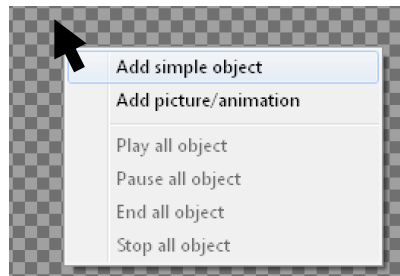 Add simple object
Add picture/animation
Play all object
Pause all object
End all object
Stop all object